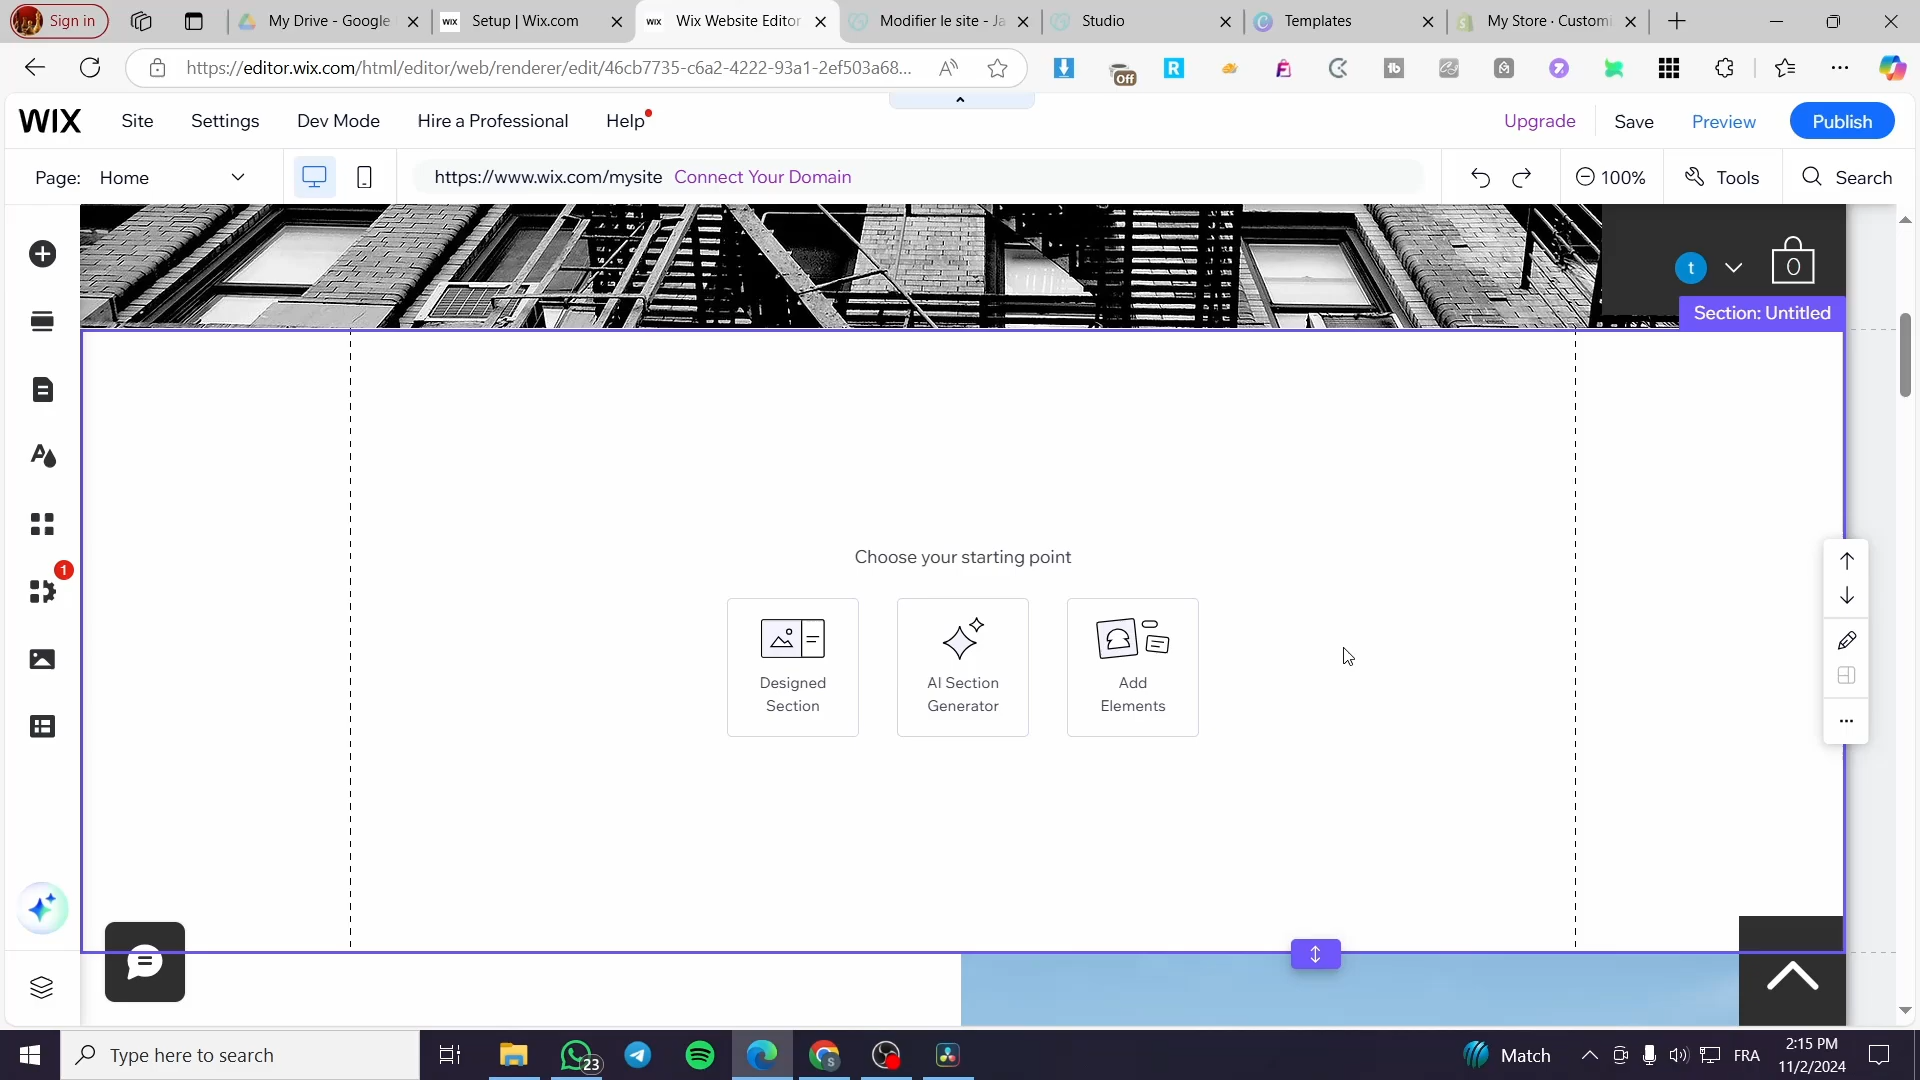 Sign in
My Drive - Google
Setup | Wix.com
Wix Website Editor
Modifier le site - Ja
Studio
Templates
My Store · Customi
https://editor.wix.com/html/editor/web/renderer/edit/46cb7735-c6a2-4222-93a1-2ef503a68...
Off
WIX
Site
Settings
Dev Mode
Hire a Professional
Help
Upgrade
Save
Preview
Publish
Page: Home
https://www.wix.com/mysite Connect Your Domain
100%
Tools
Search
t
0
Section: Untitled
Choose your starting point
Designed
Section
AI Section
Generator
Add
Elements
1
Type here to search
23
Match
FRA
2:15 PM
11/2/2024